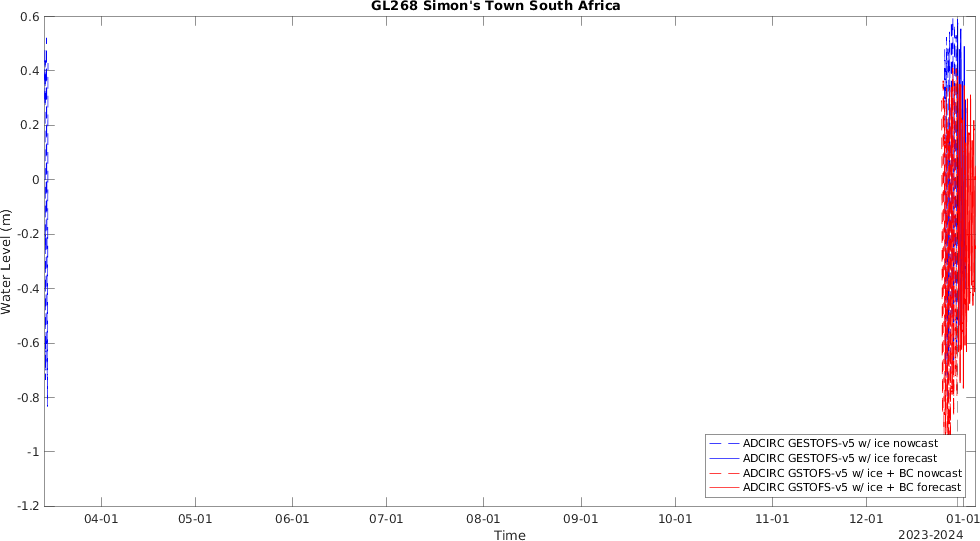 GL268 Simon's Town South Africa
0.6
0.4
0.2
0
-0.2
-0.4
-0.6
-0.8
-1
-1.2
Water Level (m)
ADCIRC GESTOFS-v5 w/ ice nowcast
ADCIRC GESTOFS-v5 w/ ice forecast
ADCIRC GSTOFS-v5 w/ ice + BC nowcast
ADCIRC GSTOFS-v5 w/ ice + BC forecast
04-01 05-01 06-01 07-01 08-01 09-01 10-01 11-01 12-01 01-01
Time
2023-2024